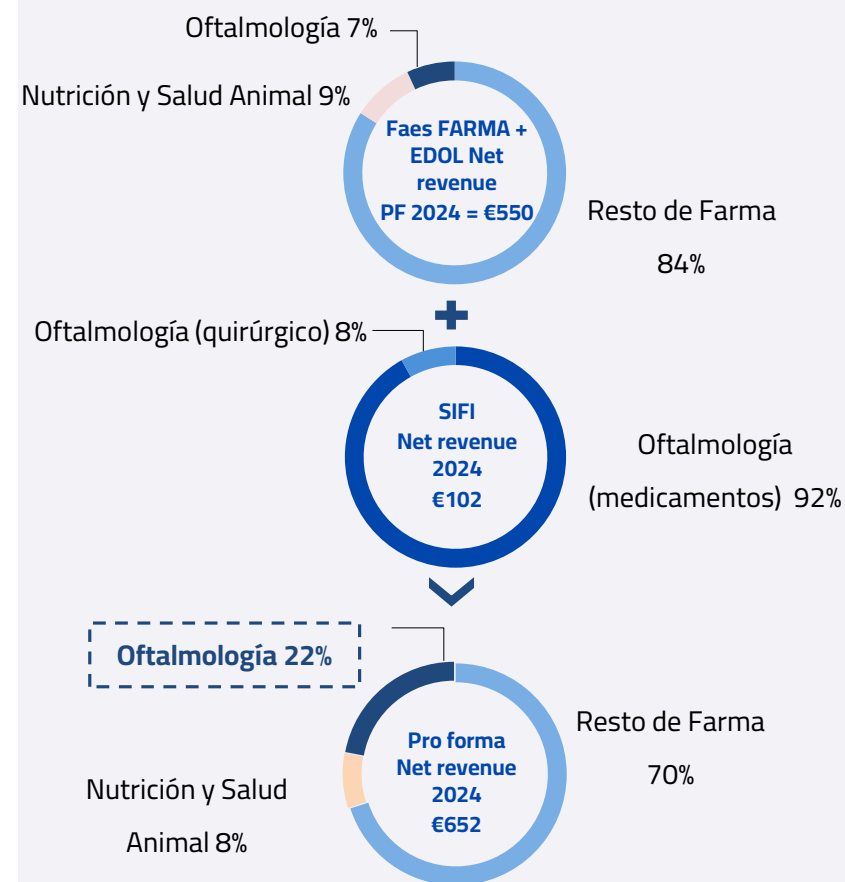 Oftalmología 7%
Nutrición y Salud Animal 9%
Faes FARMA +
EDOL Net
revenue
PF 2024 = €550
Resto de Farma
84%
Oftalmología (quirúrgico) 8%
SIFI
Net revenue
2024
€102
Oftalmología
(medicamentos) 92%
Oftalmología 22%
Pro forma
Net revenue
2024
€652
Resto de Farma
70%
Nutrición y Salud
Animal 8%